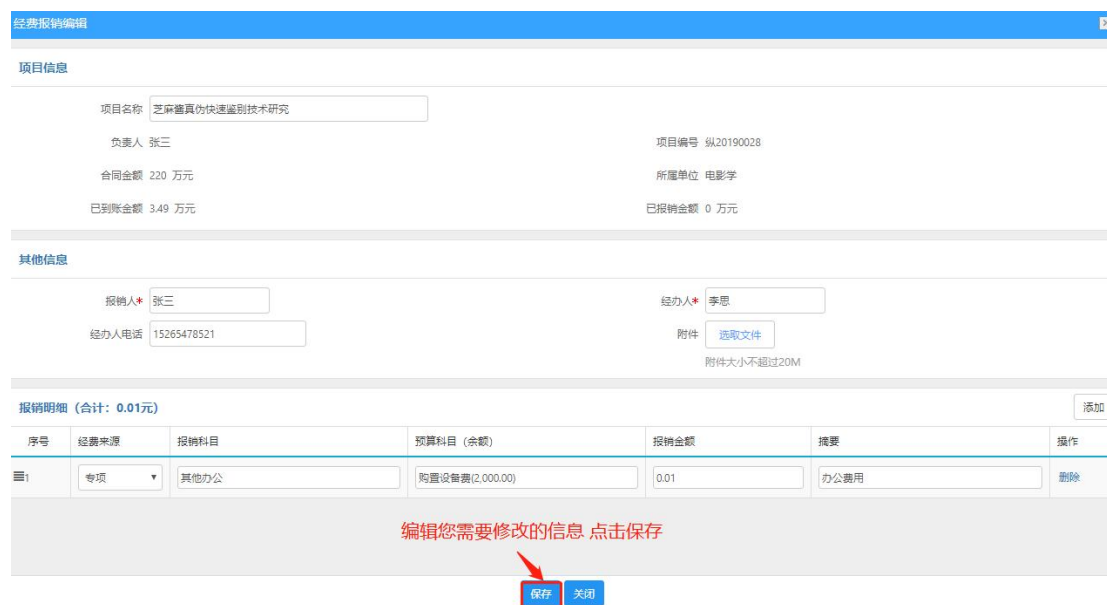 经费报销编辑
项目信息
项目名称 芝麻酱真伪快速鉴别技术研究
负责人 张三 项目编号 纵20190028
合同金额 220 万元 所属单位 电影学
已到账金额 3.49 万元 已报销金额 0 万元
其他信息
报销人* 张三 经办人* 李思
经办人电话 15265478521 附件 选取文件
附件大小不超过20M
报销明细（合计：0.01元） 添加
序号 经费来源 报销科目 预算科目（余额） 报销金额 摘要 操作
1 专项 其他办公 购置设备费(2,000.00) 0.01 办公费用 删除
编辑您需要修改的信息 点击保存
保存 关闭